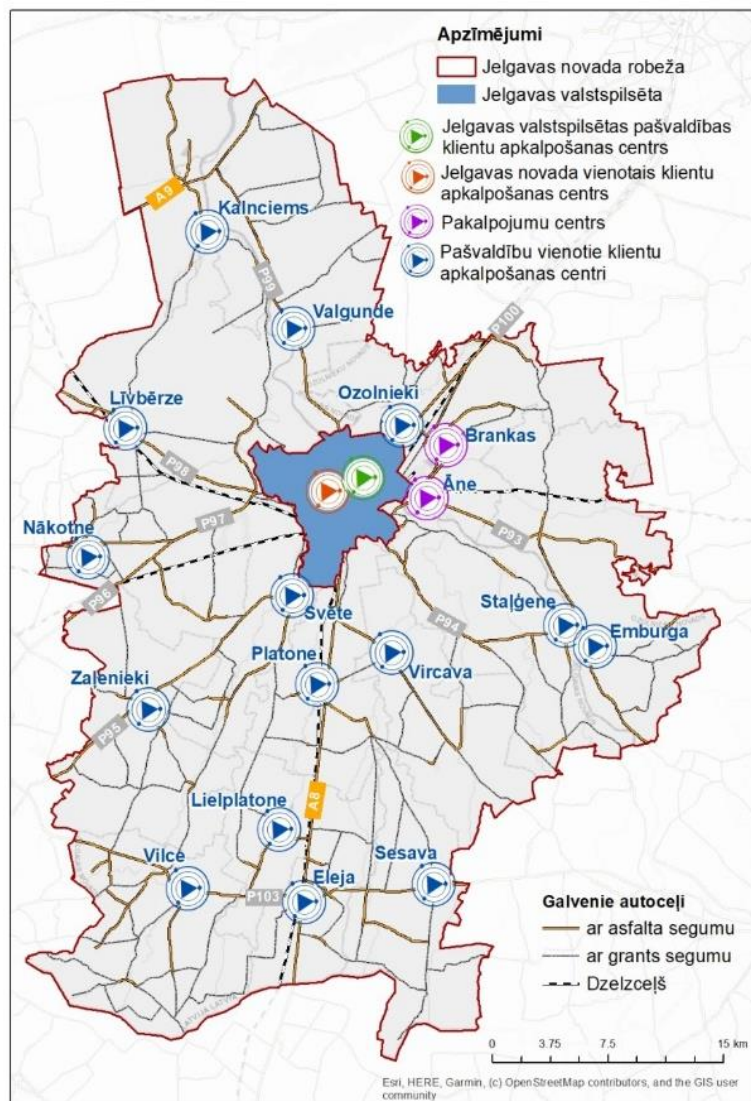 Apzīmējumi
Jelgavas novada robeža
Jelgavas valstspilsēta
Jelgavas valstspilsētas pašvaldības
klientu apkalpošanas centrs
Jelgavas novada vienotais klientu
apkalpošanas centrs
Pakalpojumu centrs
Pašvaldību vienotie klientu
apkalpošanas centri
A9
Kalnciems
P99
Valgunde
P100
Ozolnieki
Līvbērze
Brankas
P98
Āne
P97
P93
Nākotne
P96
Svēte
Staļģene
P94
Emburga
Platone
Vircava
Zaļenieki
P95
A8
Lielplatone
Vilce
Sesava
Eleja
P103
Galvenie autoceļi
ar asfalta segumu
ar grants segumu
Dzelzceļš
0 3.75 7.5 15 km
Esri, HERE, Garmin, (c) OpenStreetMap contributors, and the GIS user
community